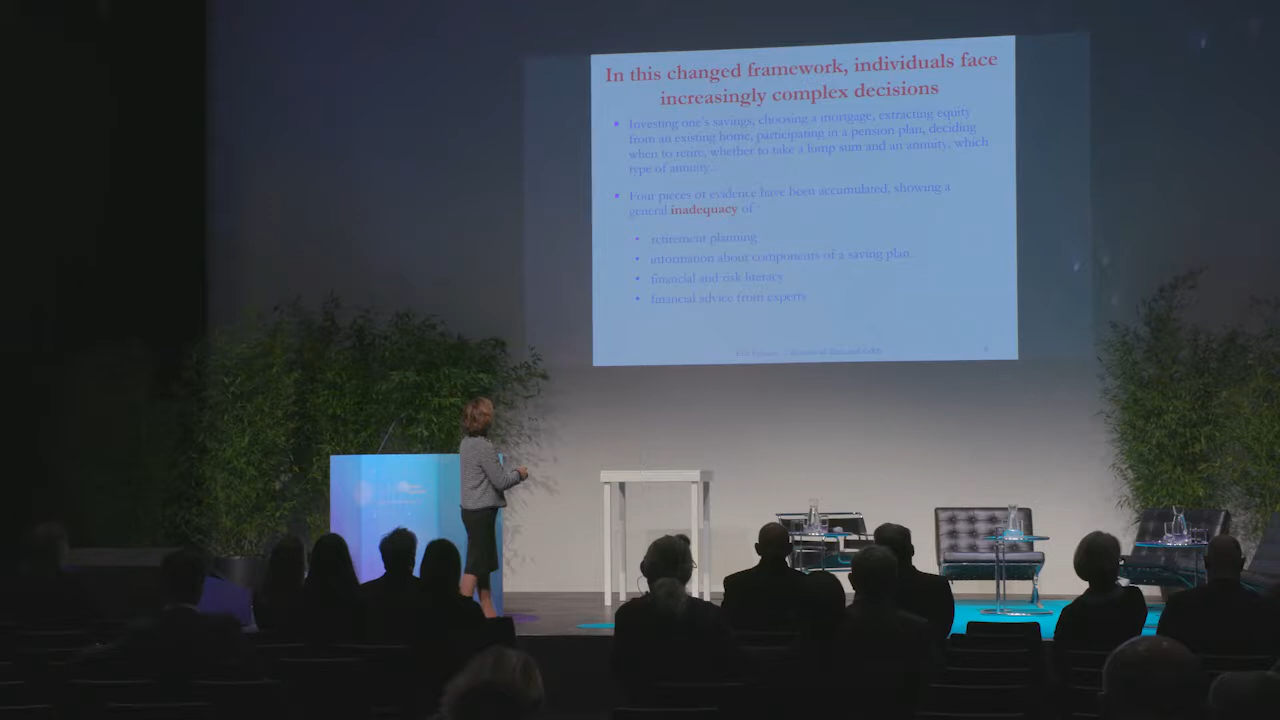 In this changed framework, individuals face
increasingly complex decisions
Investing one's savings, choosing a mortgage, extracting equity
from an existing home, participating in a pension plan, deciding
when to retire, whether to take a lump sum and an annuity, which
type of annuity...
Four pieces of evidence have been accumulated, showing a
general inadequacy of
retirement planning
information about components of a saving plan
financial and risk literacy
financial advice from experts